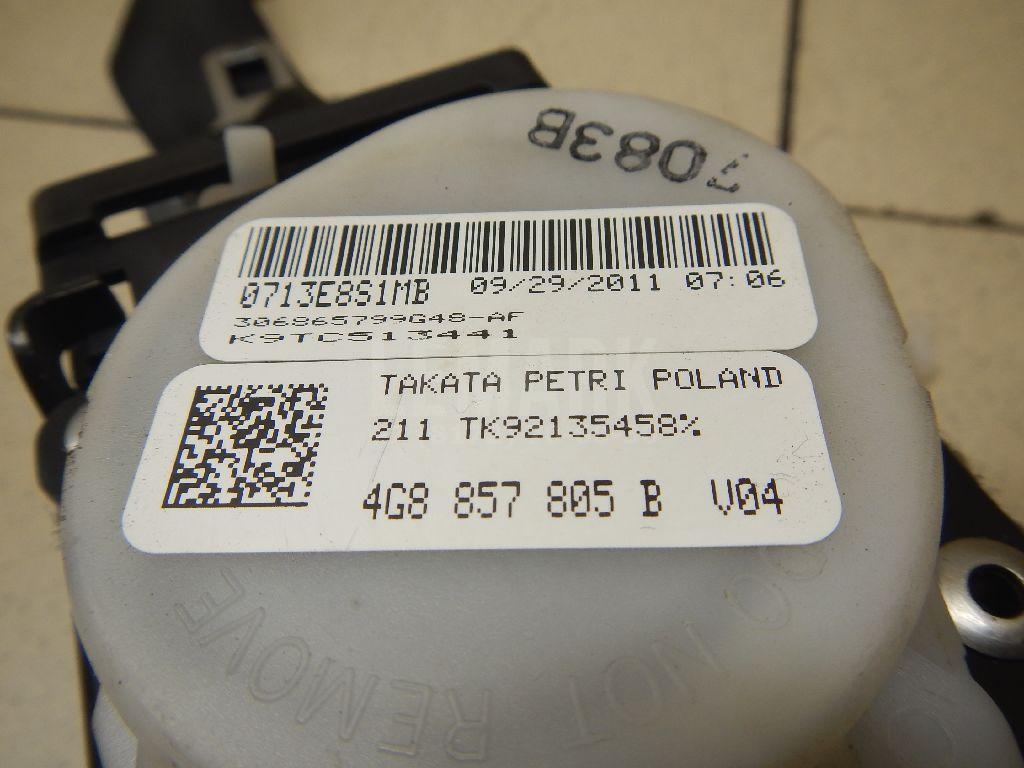 7083B
0713E8S1MB 09/29/2011 07:06
306865799G48-AF
K9TCS13441
TAKATA PETRI POLAND
211 TK92135458%
4G8 857 805 B V04
DO NOT REMOVE